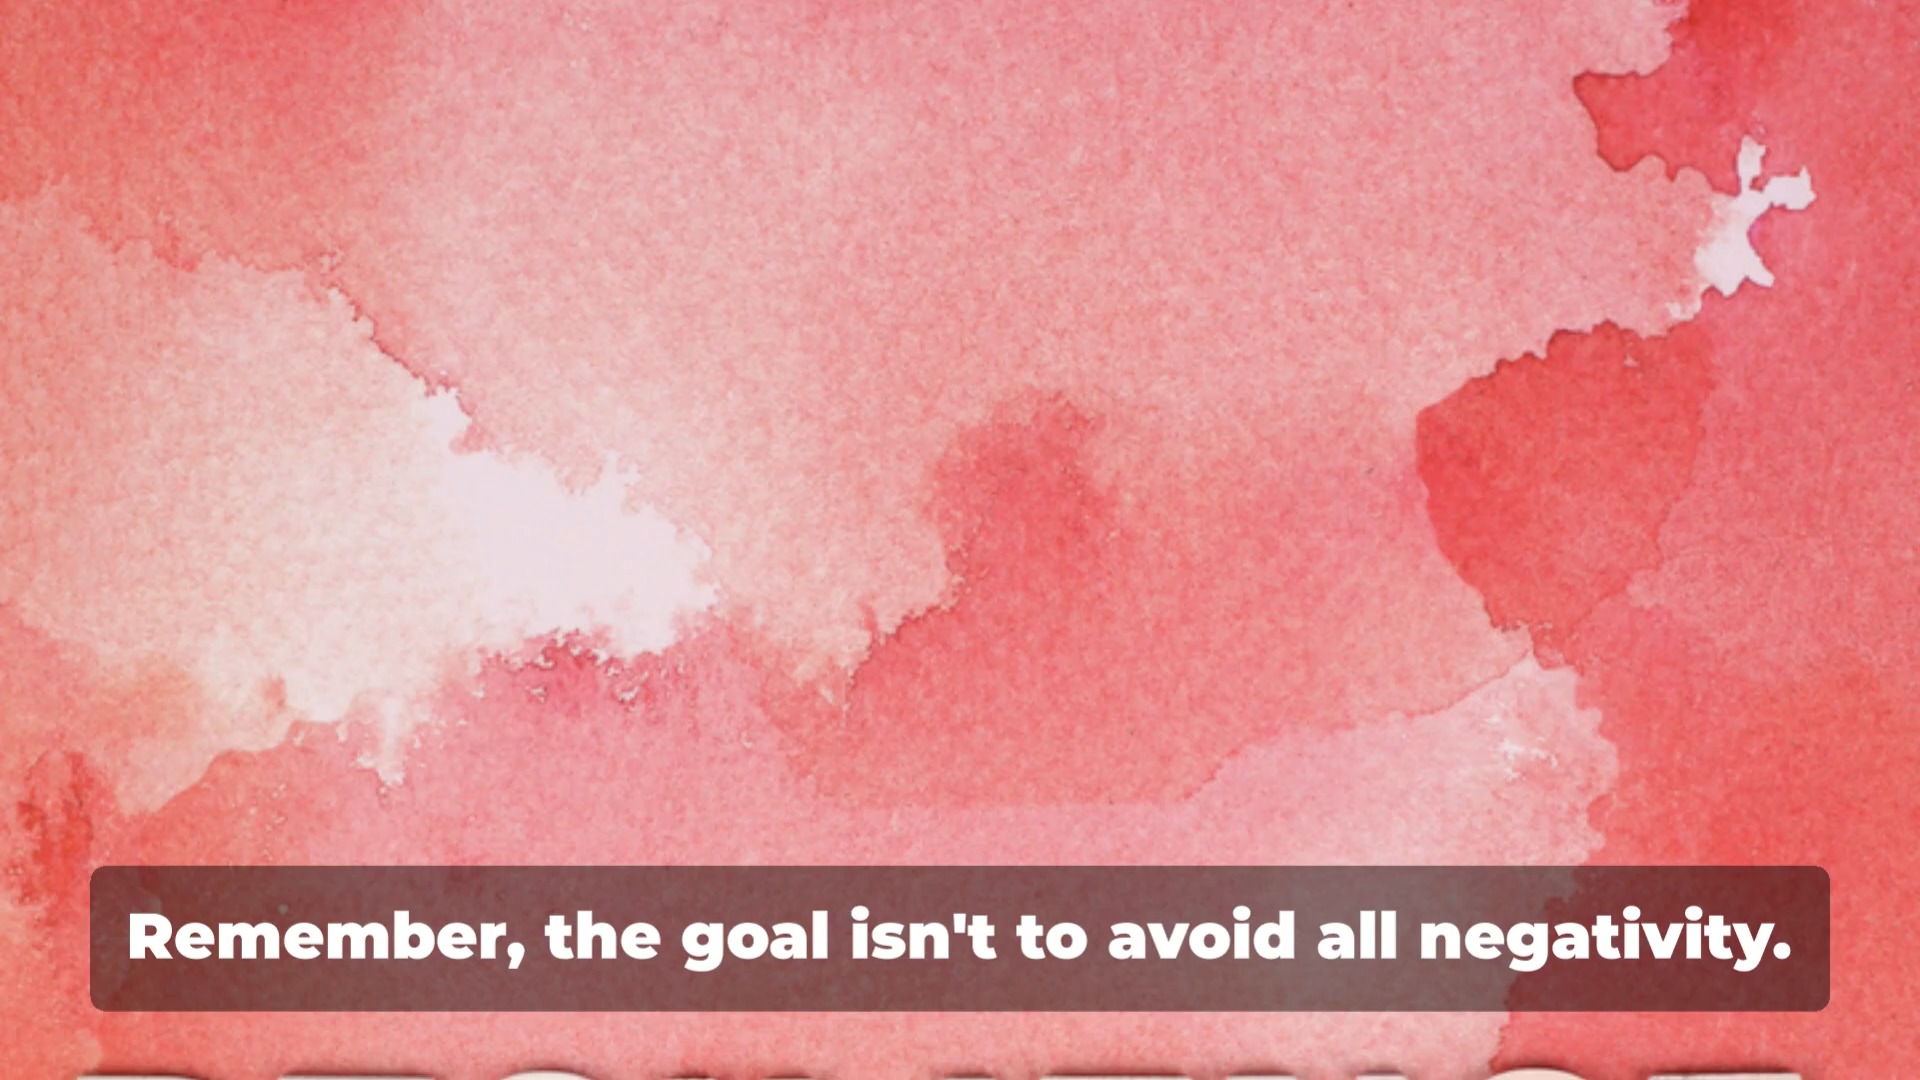 Remember, the goal isn't to avoid all negativity.